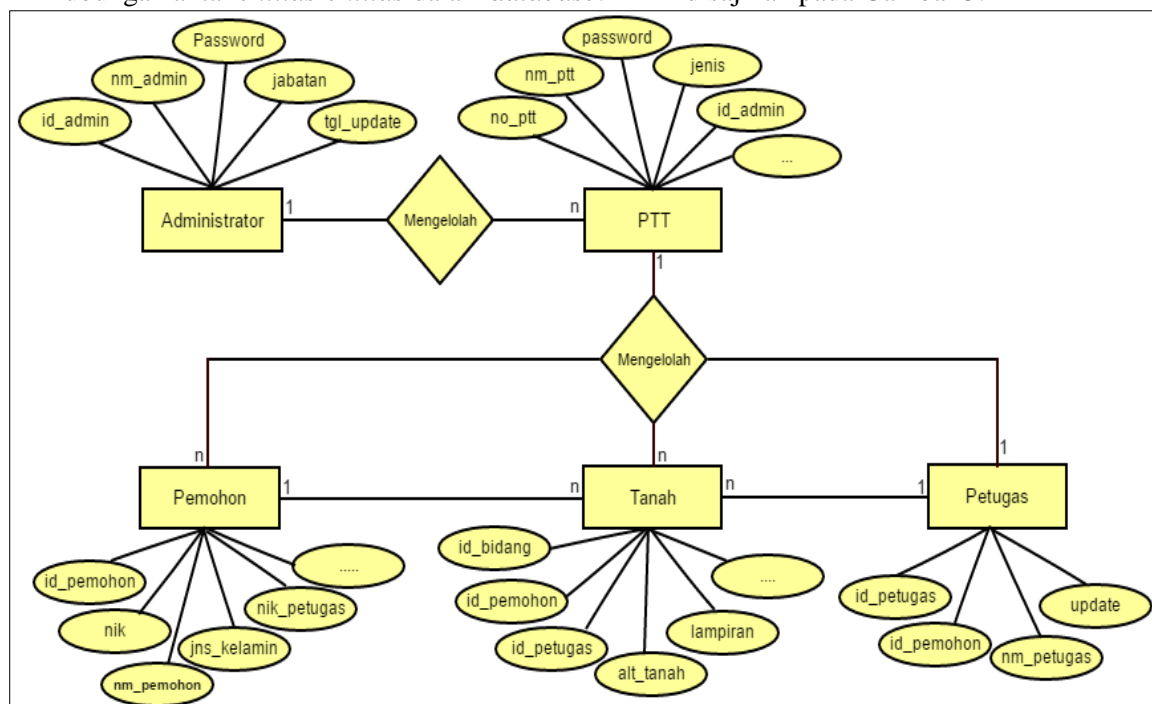 Password
nm_admin
jabatan
id_admin
tgl_update
password
nm_ptt
jenis
no_ptt
id_admin
...
Administrator
1
Mengelolah
n
PTT
1
Mengelolah
n
n
1
Pemohon
1
n
Tanah
n
1
Petugas
id_pemohon
nik
nm_pemohon
jns_kelamin
nik_petugas
.....
id_bidang
id_pemohon
id_petugas
alt_tanah
lampiran
....
id_petugas
id_pemohon
nm_petugas
update